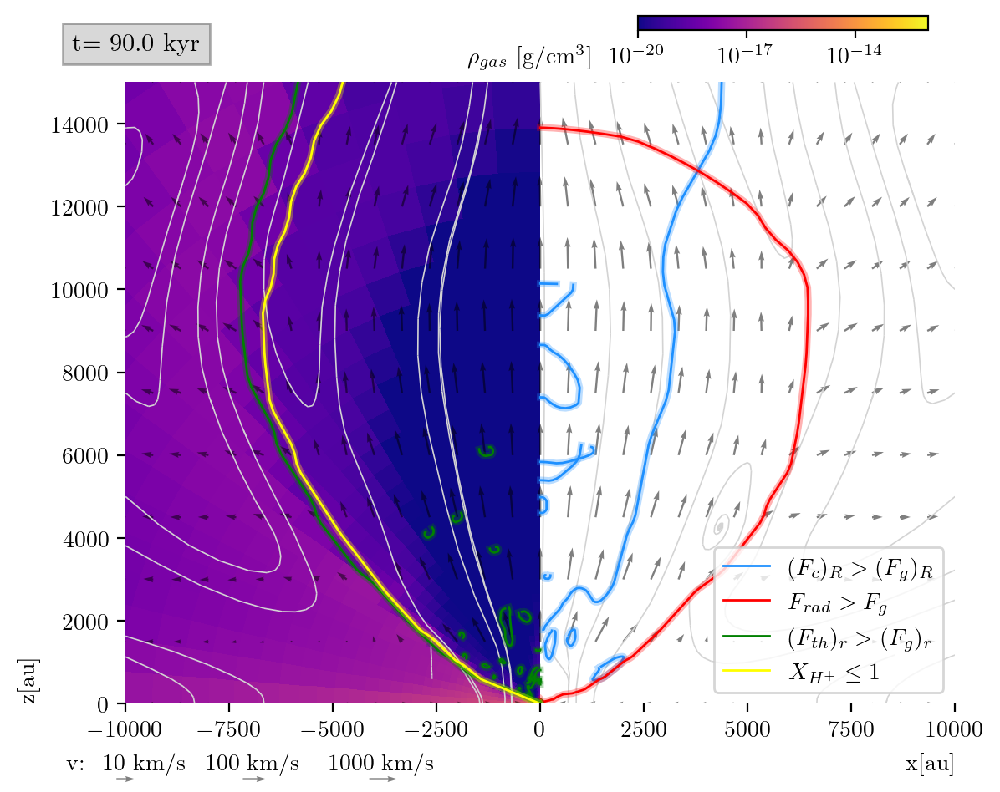 t= 90.0 kyr
ρ_gas [g/cm³]
10⁻²⁰ 10⁻¹⁷ 10⁻¹⁴
14000
12000
10000
8000
6000
4000
2000
0
z[au]
(F_c)_R > (F_g)_R
F_rad > F_g
(F_th)_r > (F_g)_r
X_H⁺ ≤ 1
−10000 −7500 −5000 −2500 0 2500 5000 7500 10000
v: 10 km/s 100 km/s 1000 km/s
x[au]